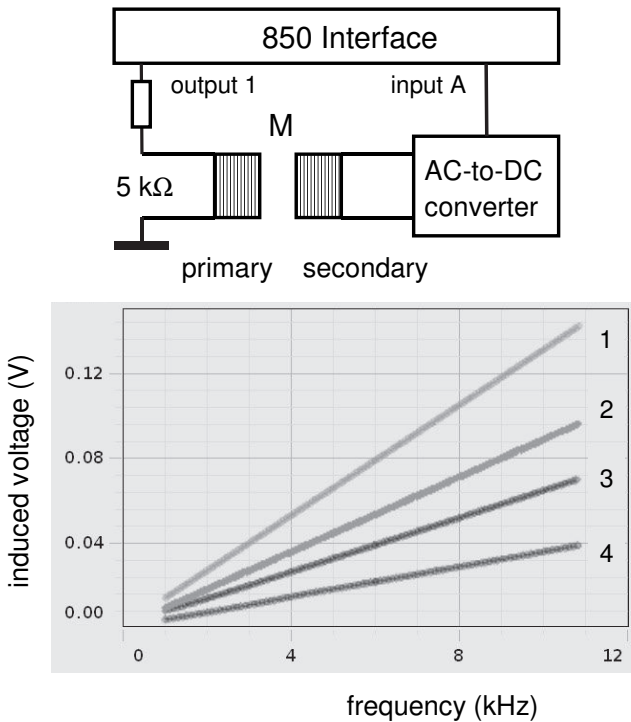 850 Interface
output 1
input A
M
5 kΩ
AC-to-DC
converter
primary
secondary
induced voltage (V)
0.12
0.08
0.04
0.00
1
2
3
4
0
4
8
12
frequency (kHz)